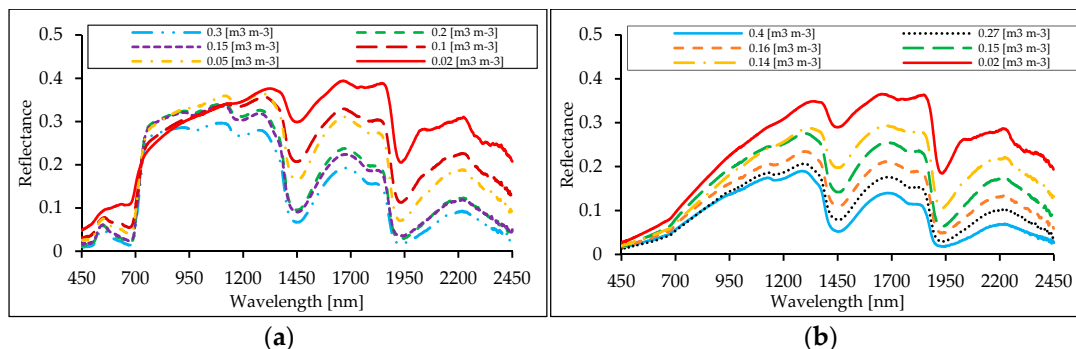 0.5
0.4
0.3
0.2
0.1
0
Reflectance
0.3 [m3 m-3] 0.2 [m3 m-3]
0.15 [m3 m-3] 0.1 [m3 m-3]
0.05 [m3 m-3] 0.02 [m3 m-3]
450 700 950 1200 1450 1700 1950 2200 2450
Wavelength [nm]
(a)
0.5
0.4
0.3
0.2
0.1
0
Reflectance
0.4 [m3 m-3] 0.27 [m3 m-3]
0.16 [m3 m-3] 0.15 [m3 m-3]
0.14 [m3 m-3] 0.02 [m3 m-3]
450 700 950 1200 1450 1700 1950 2200 2450
Wavelength [nm]
(b)